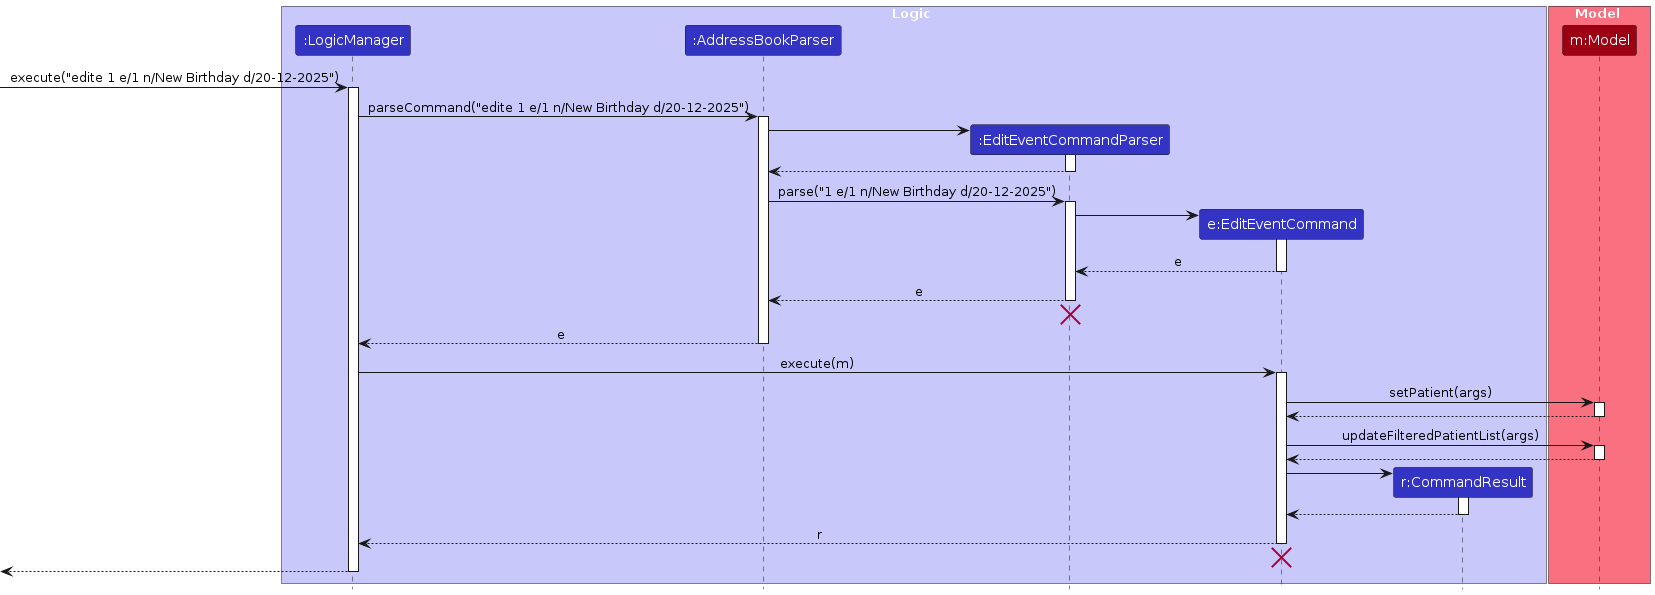 Logic
Model
:LogicManager
:AddressBookParser
m:Model
execute("edite 1 e/1 n/New Birthday d/20-12-2025")
parseCommand("edite 1 e/1 n/New Birthday d/20-12-2025")
:EditEventCommandParser
parse("1 e/1 n/New Birthday d/20-12-2025")
e:EditEventCommand
e
e
e
execute(m)
setPatient(args)
updateFilteredPatientList(args)
r:CommandResult
r